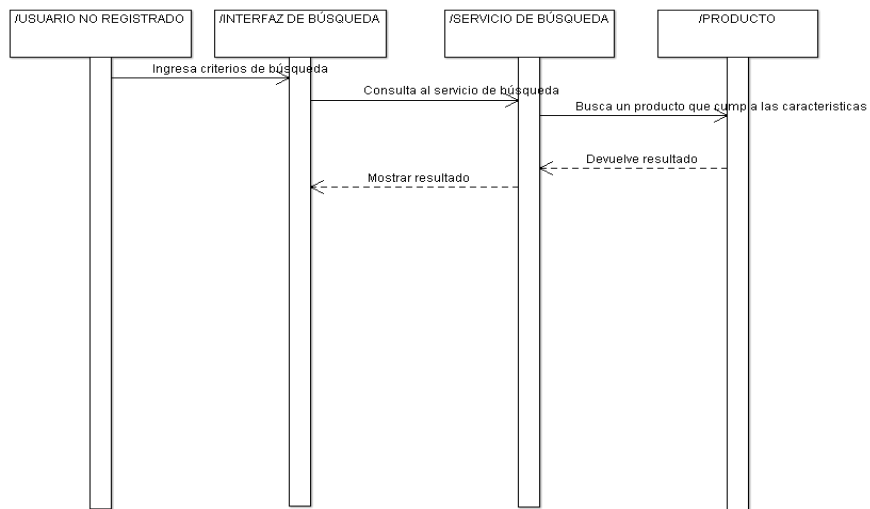 /USUARIO NO REGISTRADO
/INTERFAZ DE BÚSQUEDA
/SERVICIO DE BÚSQUEDA
/PRODUCTO
Ingresa criterios de búsqueda
Consulta al servicio de búsqueda
Busca un producto que cumpla las caracteristicas
Devuelve resultado
Mostrar resultado